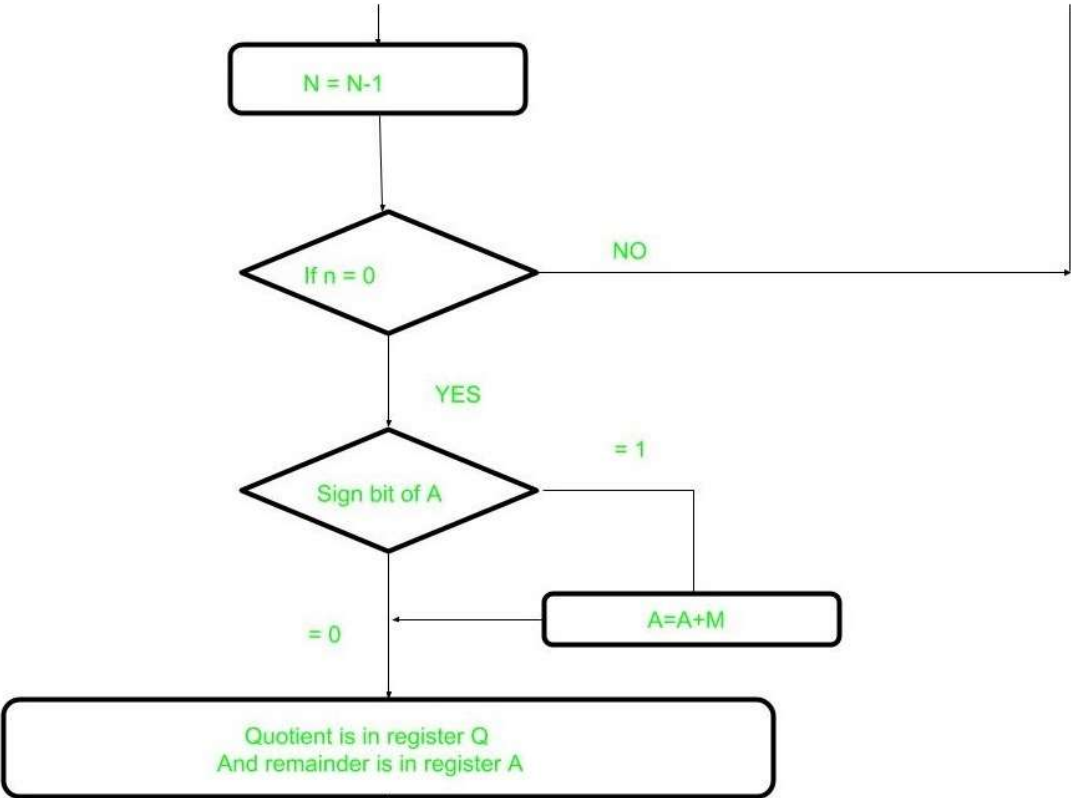 N = N-1
If n = 0
NO
YES
= 1
Sign bit of A
A=A+M
= 0
Quotient is in register Q
And remainder is in register A